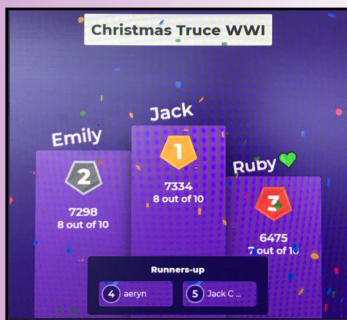 Christmas Truce WWI
Jack
Emily
Ruby
1
2
3
7334
8 out of 10
7298
8 out of 10
6475
7 out of 10
Runners-up
4 aeryn
5 Jack C ...